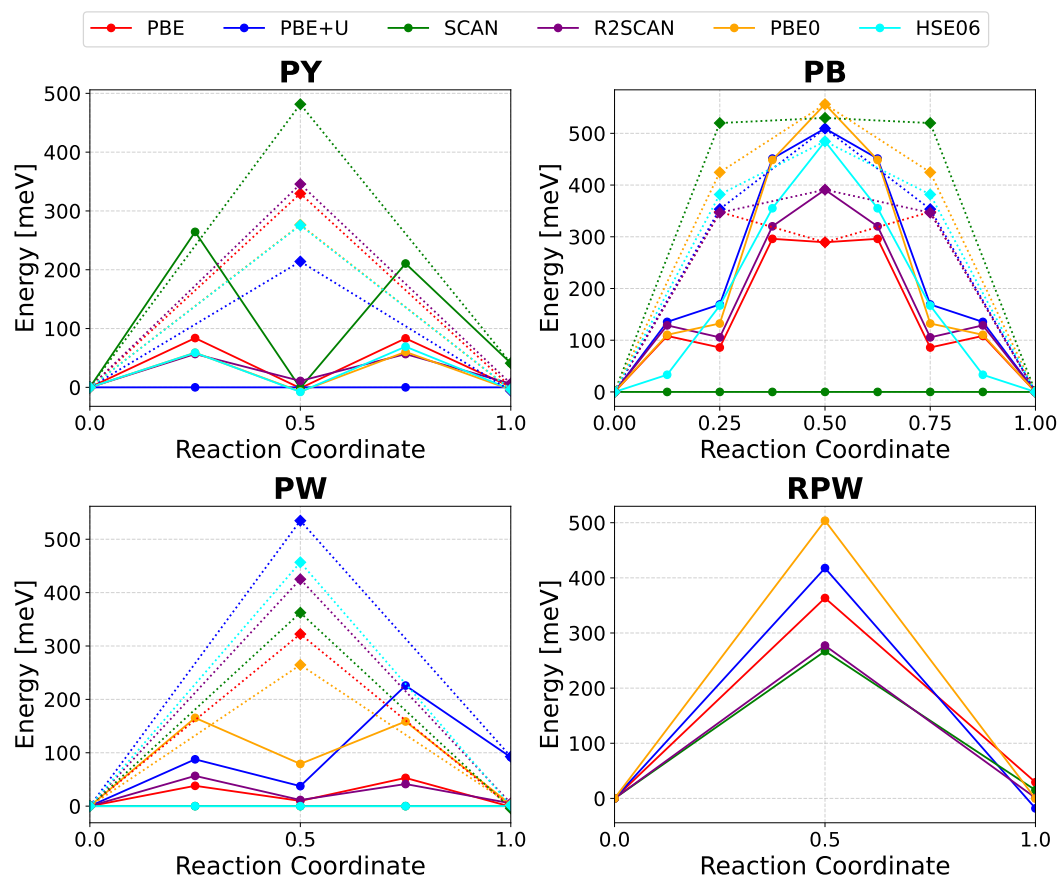 PBE PBE+U SCAN R2SCAN PBE0 HSE06
PY
Energy [meV]
500
400
300
200
100
0
0.0 0.5 1.0
Reaction Coordinate
PB
Energy [meV]
500
400
300
200
100
0
0.00 0.25 0.50 0.75 1.00
Reaction Coordinate
PW
Energy [meV]
500
400
300
200
100
0
0.0 0.5 1.0
Reaction Coordinate
RPW
Energy [meV]
500
400
300
200
100
0
0.0 0.5 1.0
Reaction Coordinate